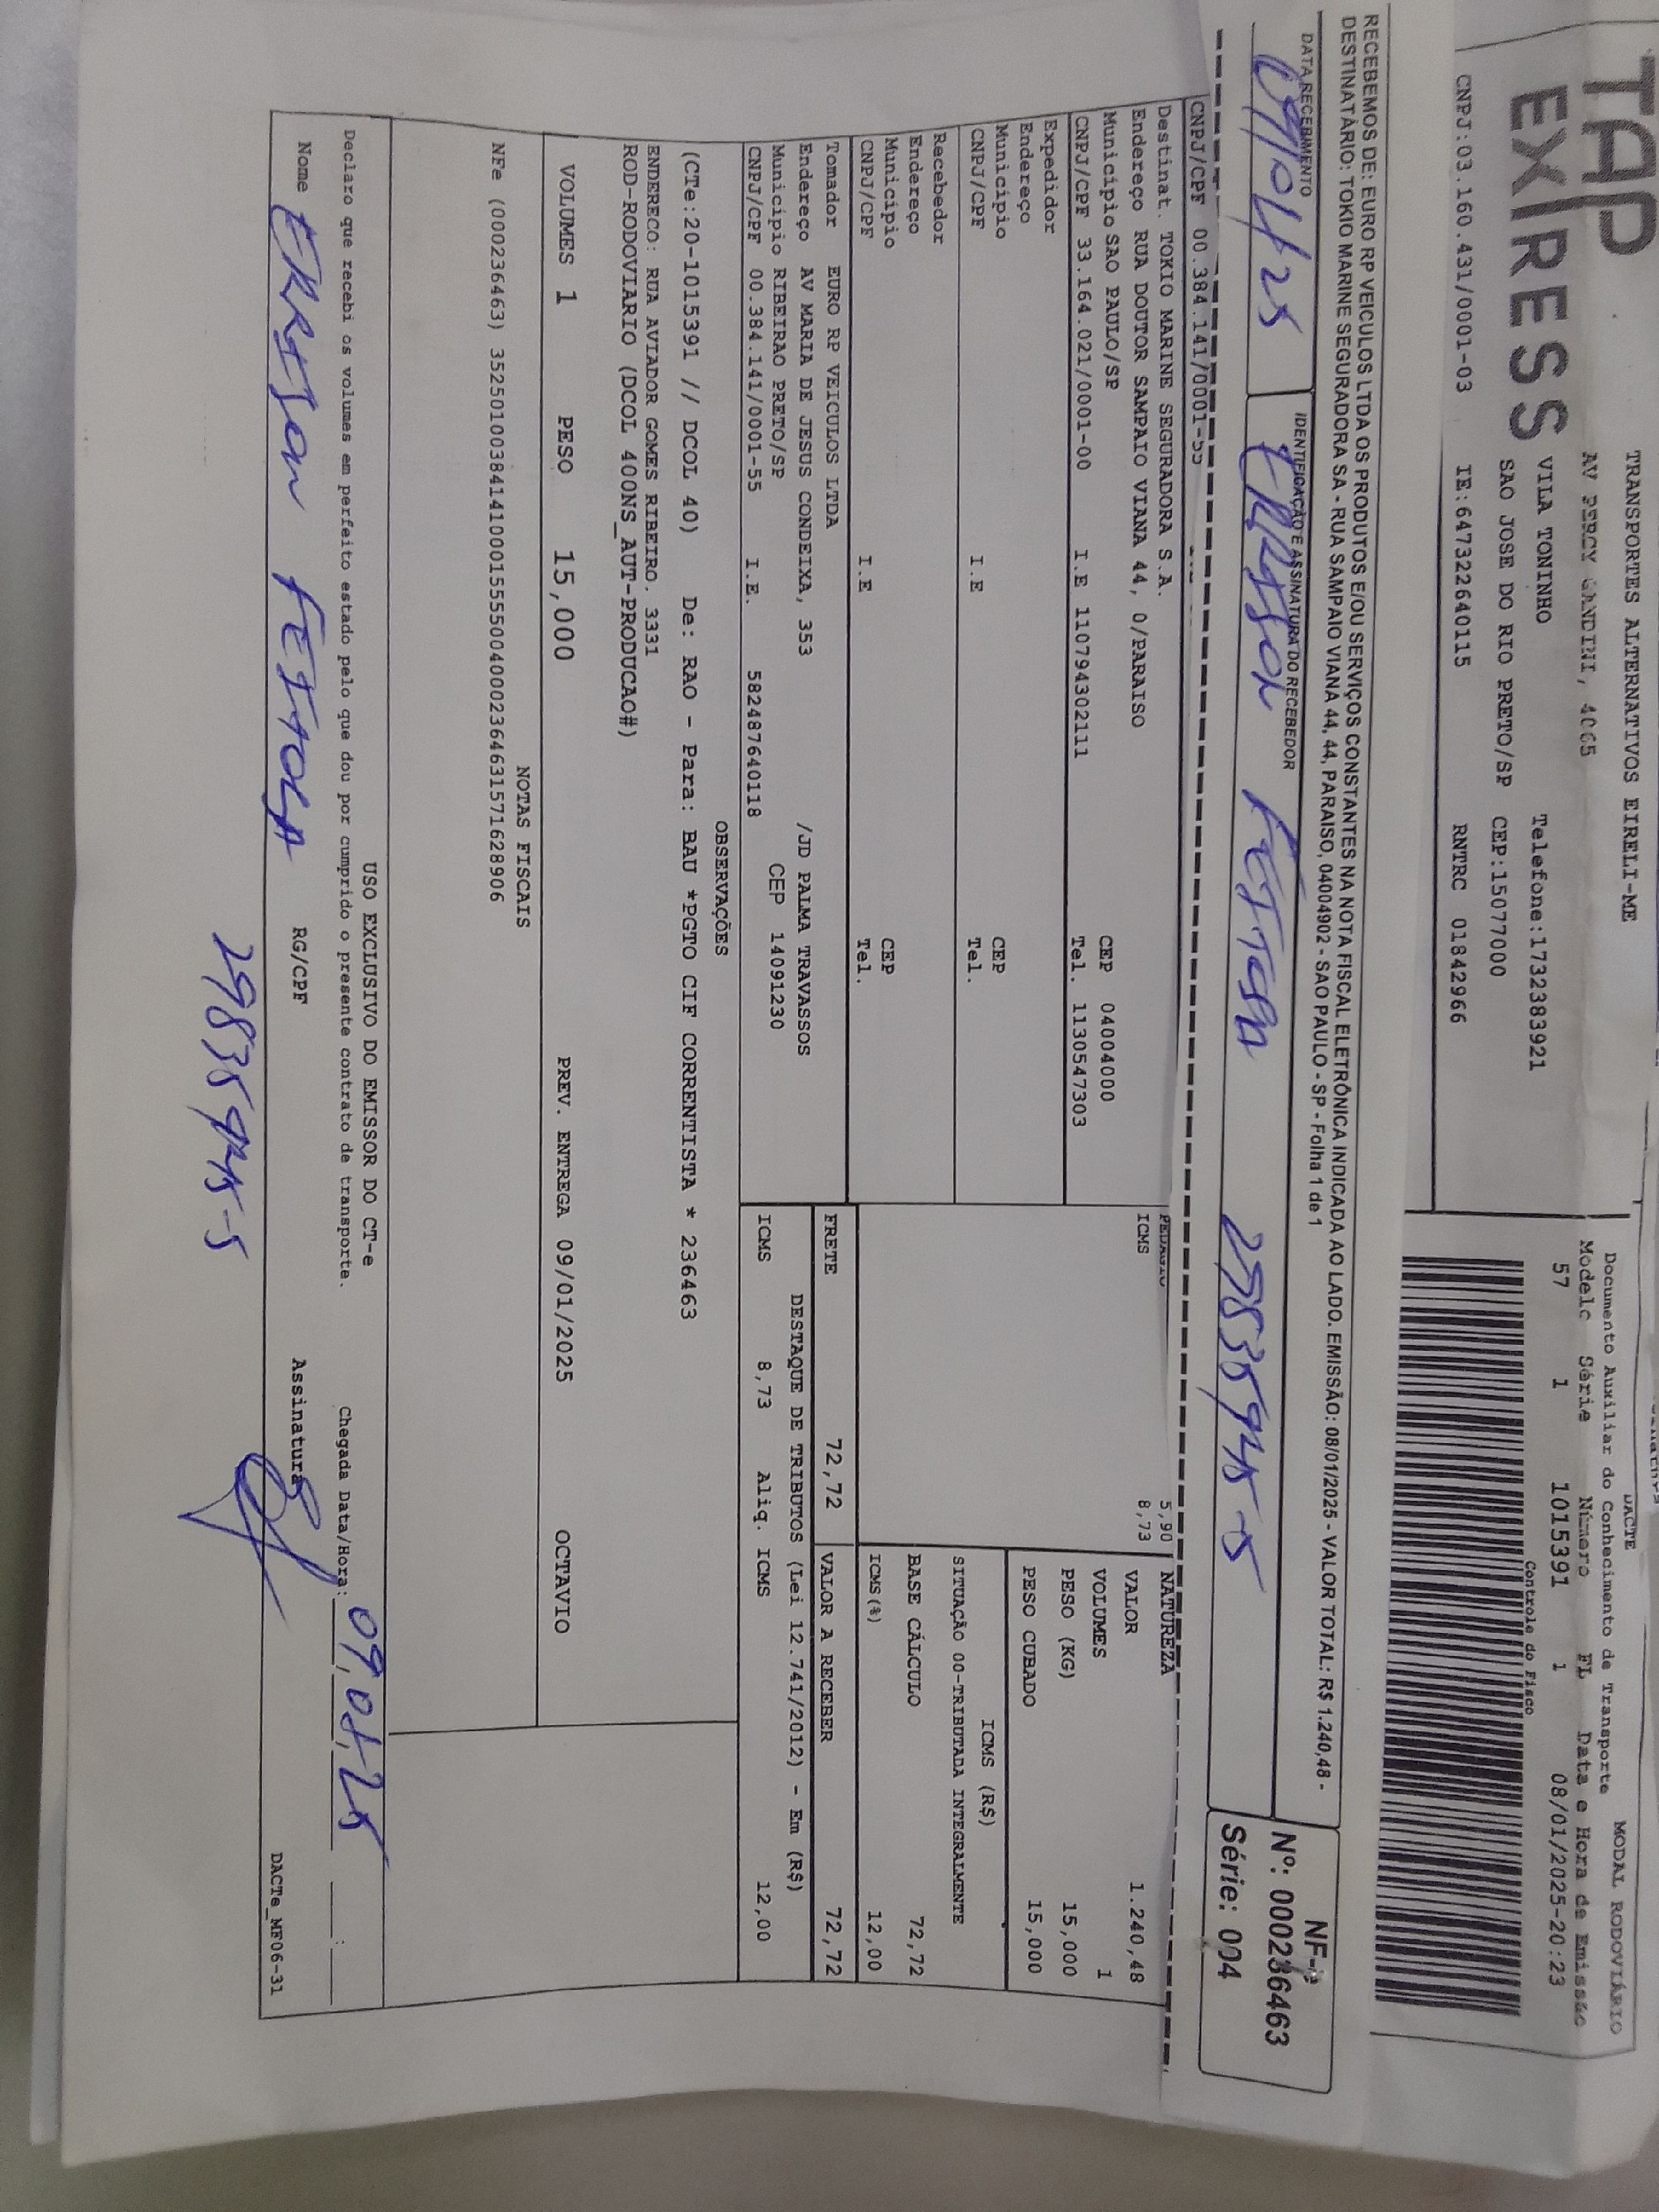 TAP
EXPRESS
TRANSPORTES ALTERNATIVOS EIRELI-ME
AV PERCY GANDINI, 4065
VILA TONINHO
Telefone:1732383921
SAO JOSE DO RIO PRETO/SP CEP:15077000
CNPJ:03.160.431/0001-03 IE:647322640115 RNTRC 01842966
DACTE MODAL RODOVIÁRIO
Documento Auxiliar do Conhecimento de Transporte
Modelo Série Número FL Data e Hora de Emissão
57 1 1015391 1 08/01/2025-20:23
Controle do Fisco
RECEBEMOS DE: EURO RP VEICULOS LTDA OS PRODUTOS E/OU SERVIÇOS CONSTANTES NA NOTA FISCAL ELETRÔNICA INDICADA AO LADO. EMISSÃO: 08/01/2025 - VALOR TOTAL: R$ 1.240,48 -
DESTINATÁRIO: TOKIO MARINE SEGURADORA SA - RUA SAMPAIO VIANA 44, 44, PARAISO, 04004902 - SAO PAULO - SP - Folha 1 de 1
DATA RECEBIMENTO IDENTIFICAÇÃO E ASSINATURA DO RECEBEDOR
09/01/25
NF-e
Nº: 000236463
Série: 004
CNPJ/CPF 00.384.141/0001-55
Destinat. TOKIO MARINE SEGURADORA S.A.
Endereço RUA DOUTOR SAMPAIO VIANA 44, 0/PARAISO
Município SAO PAULO/SP CEP 04004000
CNPJ/CPF 33.164.021/0001-00 I.E 110794302111 Tel. 1130547303
Expedidor
Endereço
Município CEP
CNPJ/CPF I.E Tel.
Recebedor
Endereço
Município CEP
CNPJ/CPF I.E Tel.
Tomador EURO RP VEICULOS LTDA
Endereço AV MARIA DE JESUS CONDEIXA, 353 /JD PALMA TRAVASSOS
Município RIBEIRAO PRETO/SP CEP 14091230
CNPJ/CPF 00.384.141/0001-55 I.E. 582487640118
PEDAGIO 5,90
ICMS 8,73
NATUREZA
VALOR 1.240,48
VOLUMES 1
PESO (KG) 15,000
PESO CUBADO 15,000
ICMS (R$)
SITUAÇÃO 00-TRIBUTADA INTEGRALMENTE
BASE CÁLCULO 72,72
ICMS(%) 12,00
FRETE 72,72 VALOR A RECEBER 72,72
DESTAQUE DE TRIBUTOS (Lei 12.741/2012) - Em (R$)
ICMS 8,73 Aliq. ICMS 12,00
OBSERVAÇÕES
(CTe:20-1015391 // DCOL 40) De: RAO - Para: BAU *PGTO CIF CORRENTISTA * 236463
ENDERECO: RUA AVIADOR GOMES RIBEIRO. 3331
ROD-RODOVIARIO (DCOL 400NS_AUT-PRODUCAO#)
VOLUMES 1 PESO 15,000 PREV. ENTREGA 09/01/2025 OCTAVIO
NOTAS FISCAIS
NFe (000236463) 35250100384141000155550040002364631571628906
USO EXCLUSIVO DO EMISSOR DO CT-e
Declaro que recebi os volumes em perfeito estado pelo que dou por cumprido o presente contrato de transporte. Chegada Data/Hora: 09/01/25 __:__
Nome RG/CPF Assinatura
DACTe_MF06-31